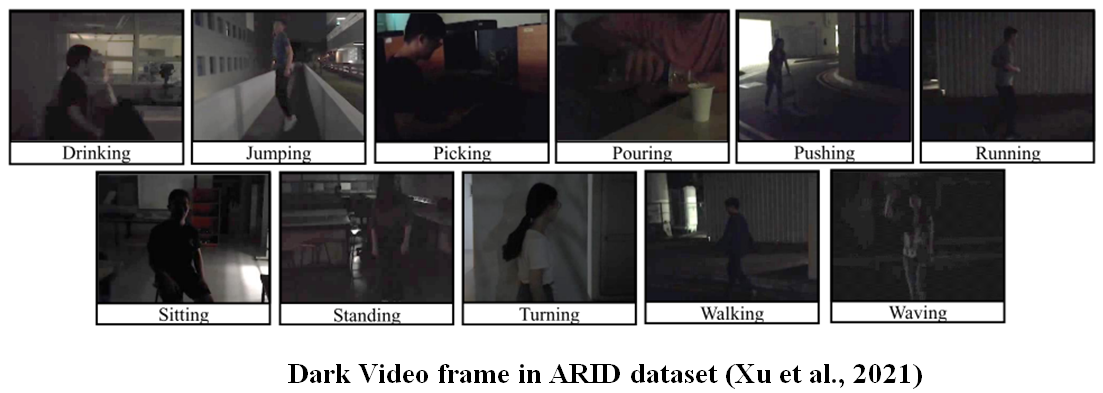 Drinking
Jumping
Picking
Pouring
Pushing
Running
Sitting
Standing
Turning
Walking
Waving
Dark Video frame in ARID dataset (Xu et al., 2021)